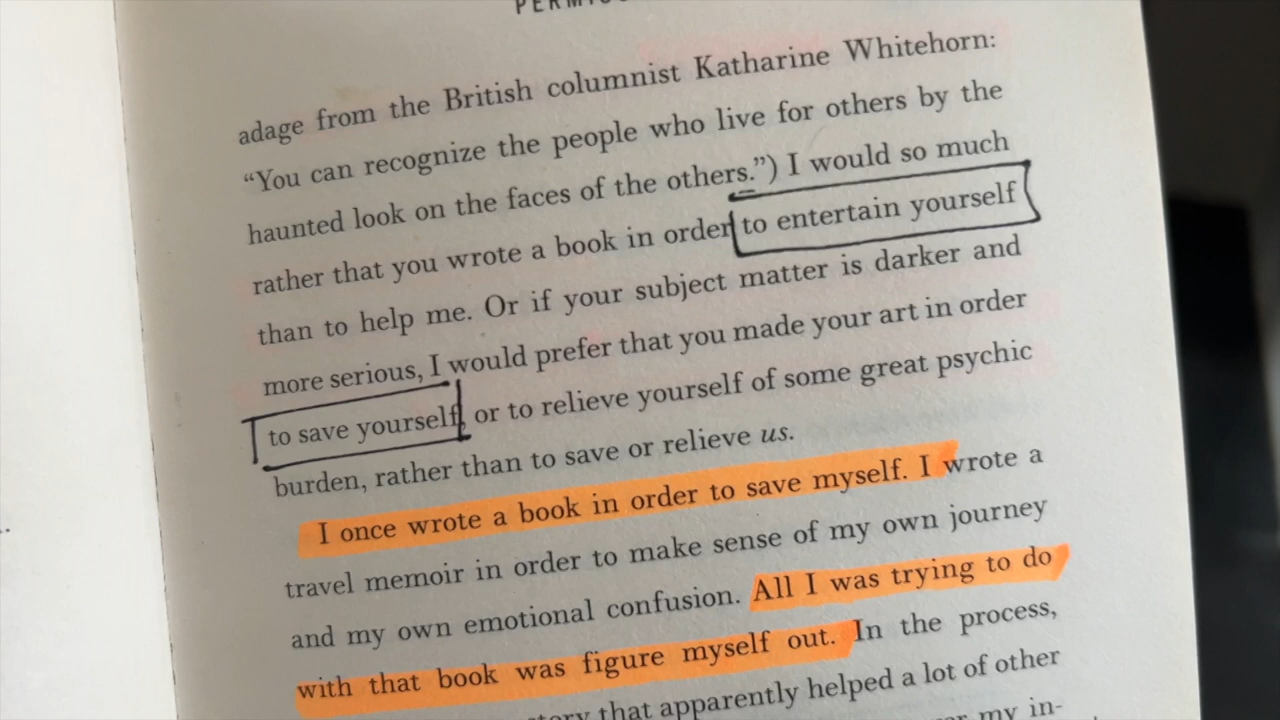 adage from the British columnist Katharine Whitehorn:
“You can recognize the people who live for others by the
haunted look on the faces of the others.”) I would so much
rather that you wrote a book in order to entertain yourself
than to help me. Or if your subject matter is darker and
more serious, I would prefer that you made your art in order
to save yourself, or to relieve yourself of some great psychic
burden, rather than to save or relieve us.
I once wrote a book in order to save myself. I wrote a
travel memoir in order to make sense of my own journey
and my own emotional confusion. All I was trying to do
with that book was figure myself out. In the process,
that apparently helped a lot of other
my in-